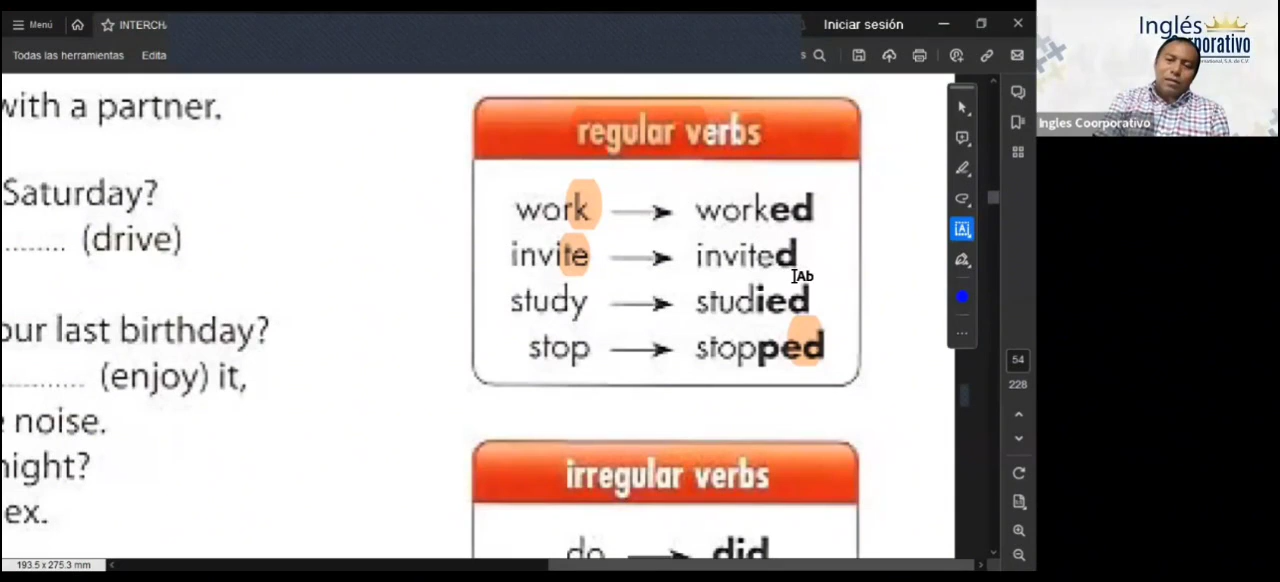 Menú
INTERCH
Iniciar sesión
Todas las herramientas
Edita
with a partner.
Saturday?
........ (drive)
our last birthday?
............ (enjoy) it,
noise.
night?
ex.
regular verbs
work → worked
invite → invited
study → studied
stop → stopped
Ab
irregular verbs
do → did
54
228
193.5 x 275.3 mm
Inglés
Corporativo
Ingles Coorporativo